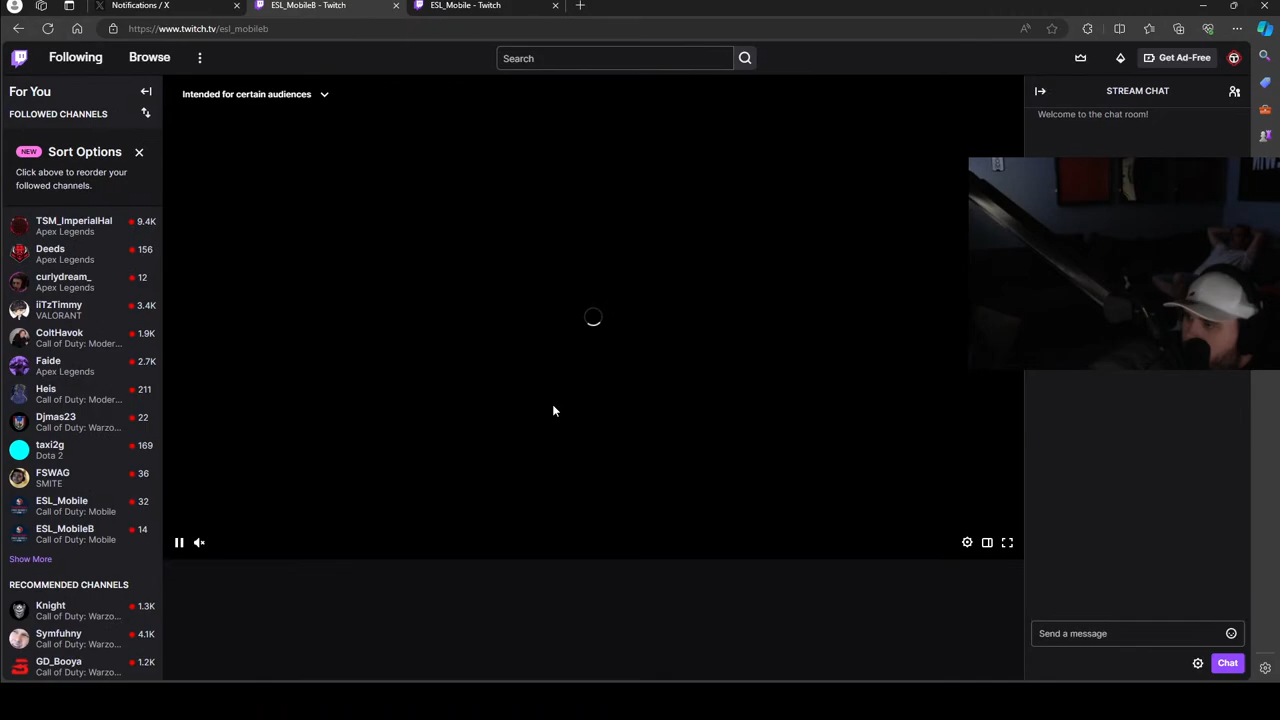 Notifications / X
ESL_MobileB - Twitch
ESL_Mobile - Twitch
https://www.twitch.tv/esl_mobileb
Following
Browse
Search
Get Ad-Free
For You
FOLLOWED CHANNELS
NEW Sort Options
Click above to reorder your
followed channels.
TSM_ImperialHal 9.4K
Apex Legends
Deeds 156
Apex Legends
curlydream_ 12
Apex Legends
iiTzTimmy 3.4K
VALORANT
ColtHavok 1.9K
Call of Duty: Moder...
Faide 2.7K
Apex Legends
Heis 211
Call of Duty: Moder...
Djmas23 22
Call of Duty: Warzo...
taxi2g 169
Dota 2
FSWAG 36
SMITE
ESL_Mobile 32
Call of Duty: Mobile
ESL_MobileB 14
Call of Duty: Mobile
Show More
RECOMMENDED CHANNELS
Knight 1.3K
Call of Duty: Warzo...
Symfuhny 4.1K
Call of Duty: Warzo...
GD_Booya 1.2K
Call of Duty: Warzo...
Intended for certain audiences
STREAM CHAT
Welcome to the chat room!
Send a message
Chat